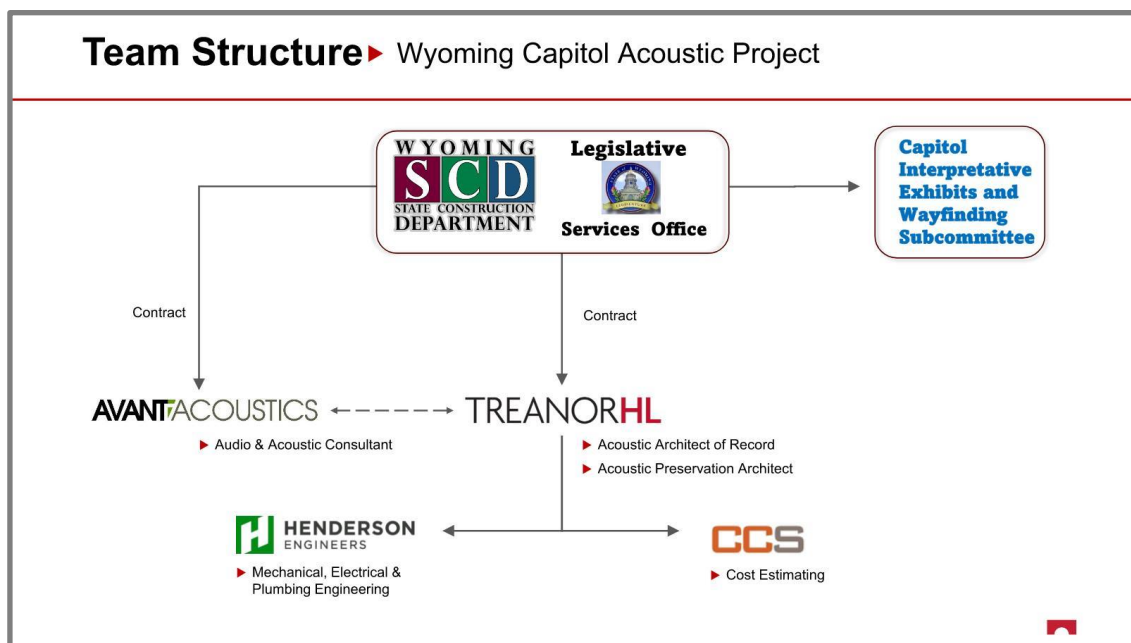 Team Structure Wyoming Capitol Acoustic Project
WYOMING
SCD
STATE CONSTRUCTION
DEPARTMENT
Legislative
Services Office
Capitol
Interpretative
Exhibits and
Wayfinding
Subcommittee
Contract
Contract
AVANTACOUSTICS
Audio & Acoustic Consultant
TREANORHL
Acoustic Architect of Record
Acoustic Preservation Architect
HENDERSON
ENGINEERS
Mechanical, Electrical &
Plumbing Engineering
CCS
Cost Estimating